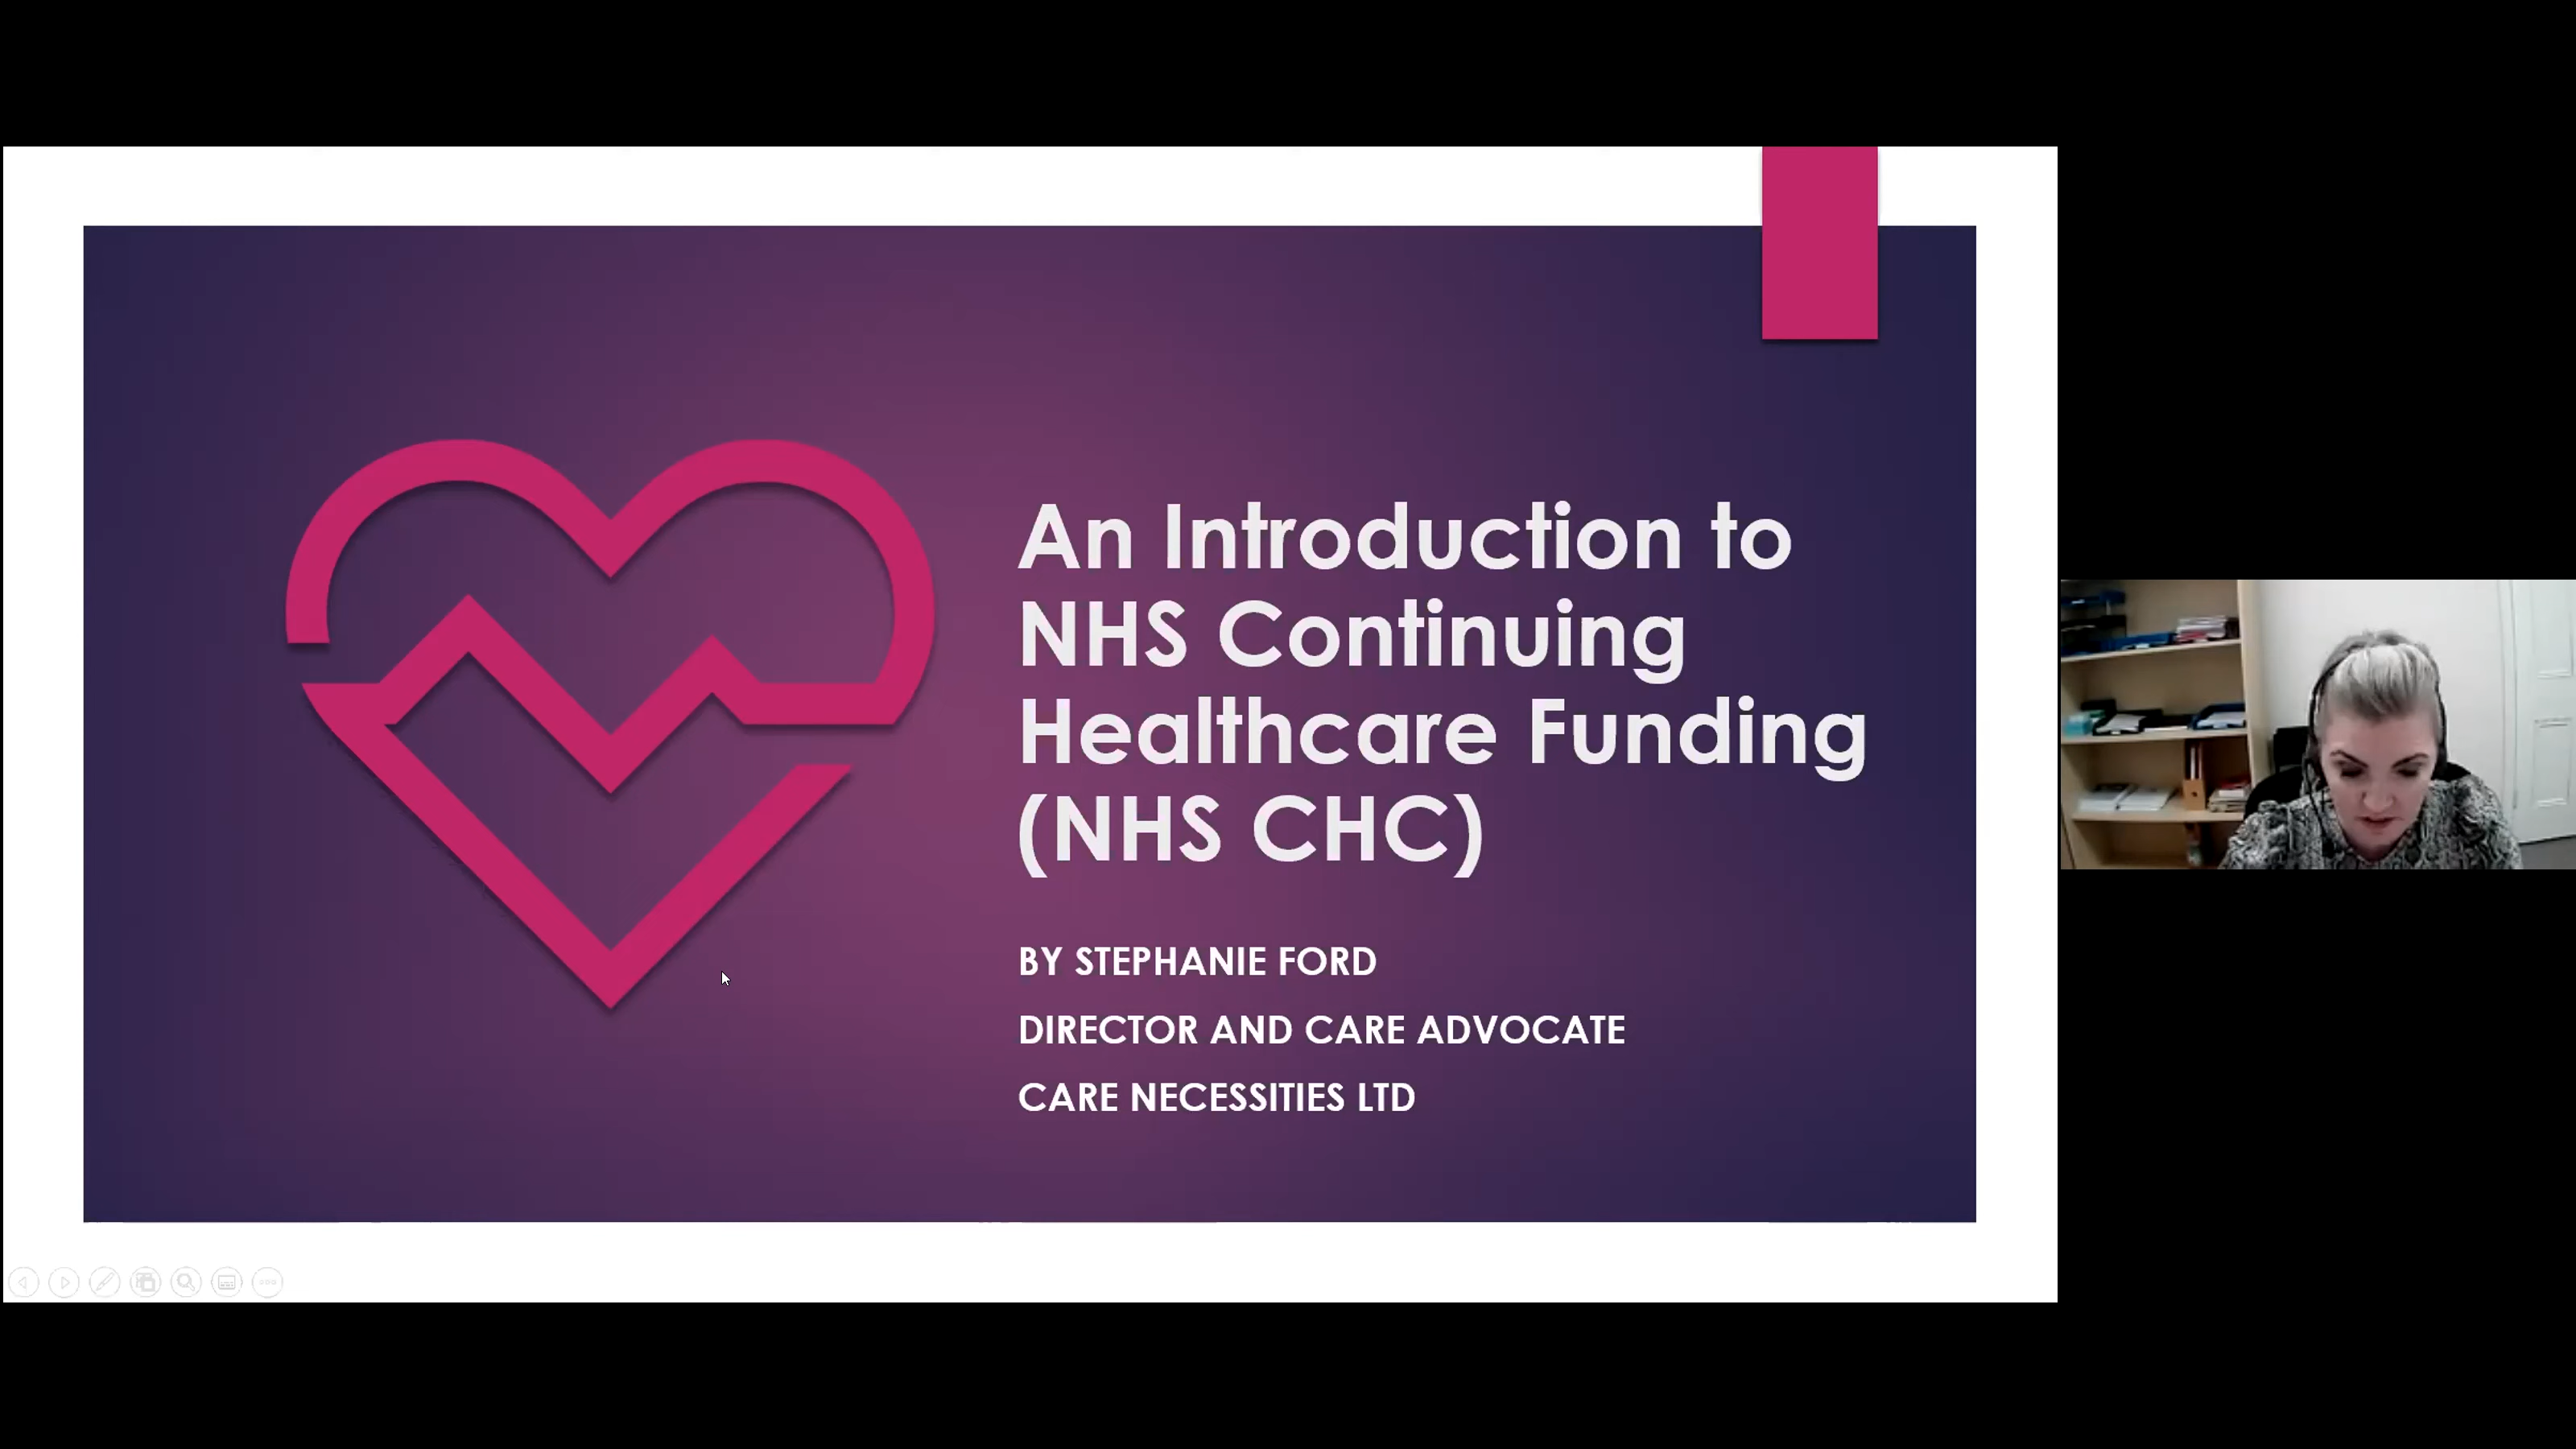 An Introduction to
NHS Continuing
Healthcare Funding
(NHS CHC)
BY STEPHANIE FORD
DIRECTOR AND CARE ADVOCATE
CARE NECESSITIES LTD